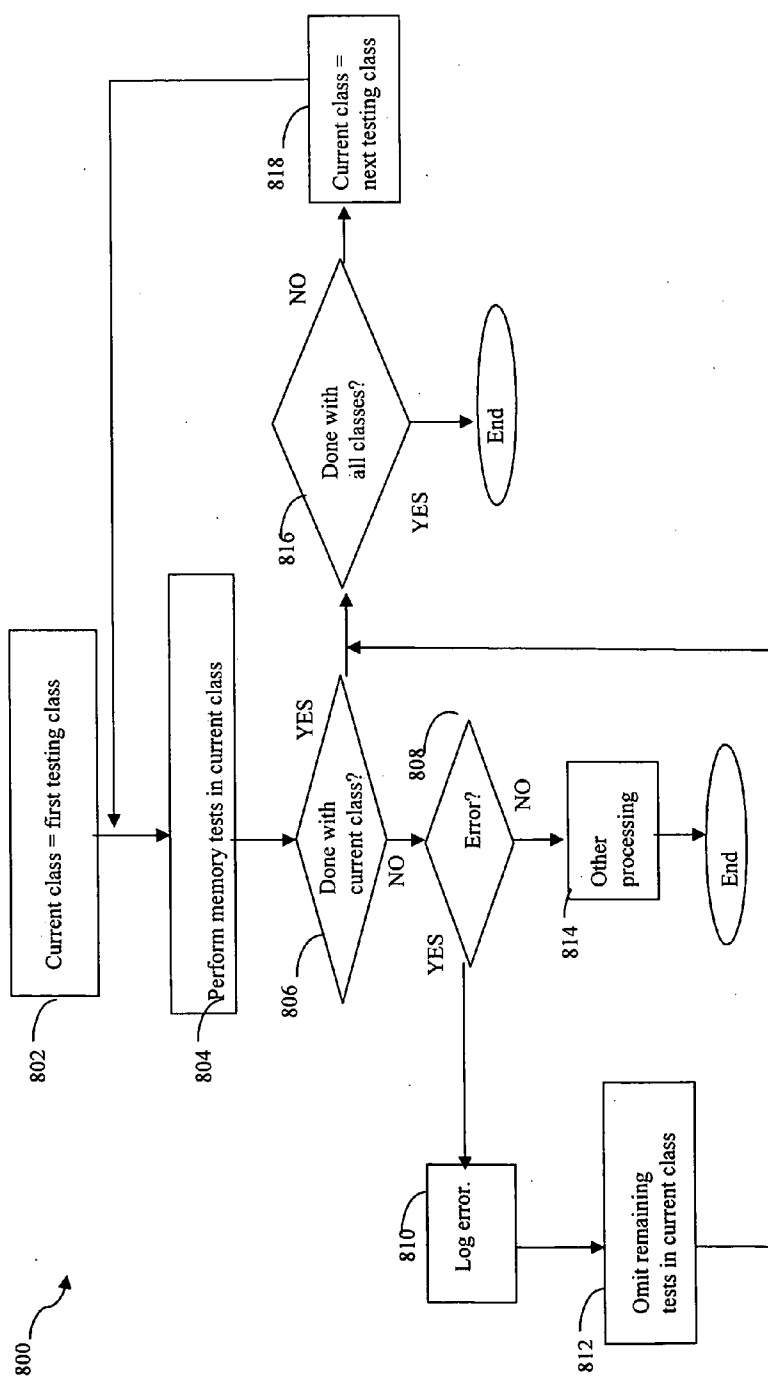 800
802
Current class = first testing class
804
Perform memory tests in current class
806
Done with
current class?
YES
NO
808
Error?
YES
NO
810
Log error.
812
Omit remaining
tests in current class
814
Other
processing
End
816
Done with
all classes?
NO
YES
End
818
Current class =
next testing class